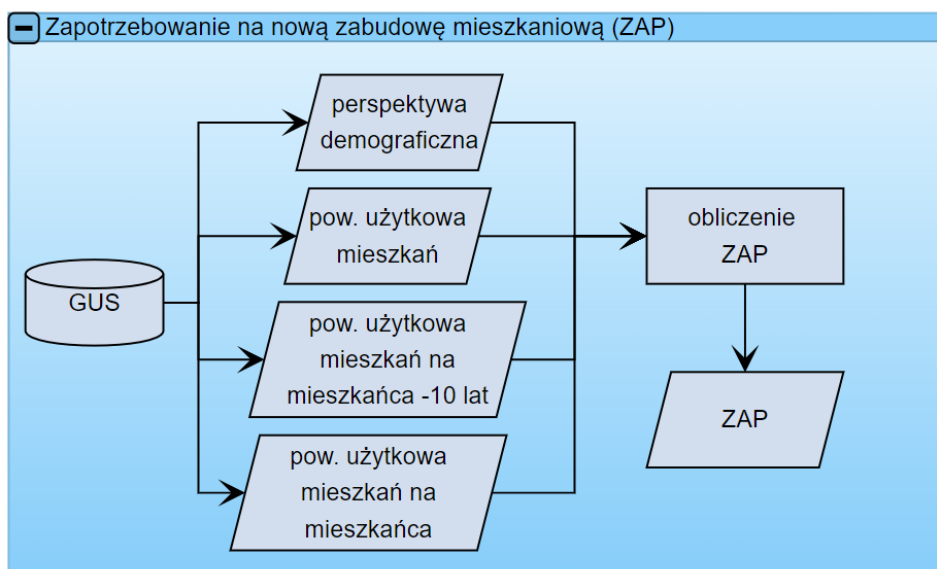 Zapotrzebowanie na nową zabudowę mieszkaniową (ZAP)
perspektywa
demograficzna
pow. użytkowa
mieszkań
GUS
pow. użytkowa
mieszkań na
mieszkańca -10 lat
pow. użytkowa
mieszkań na
mieszkańca
obliczenie
ZAP
ZAP